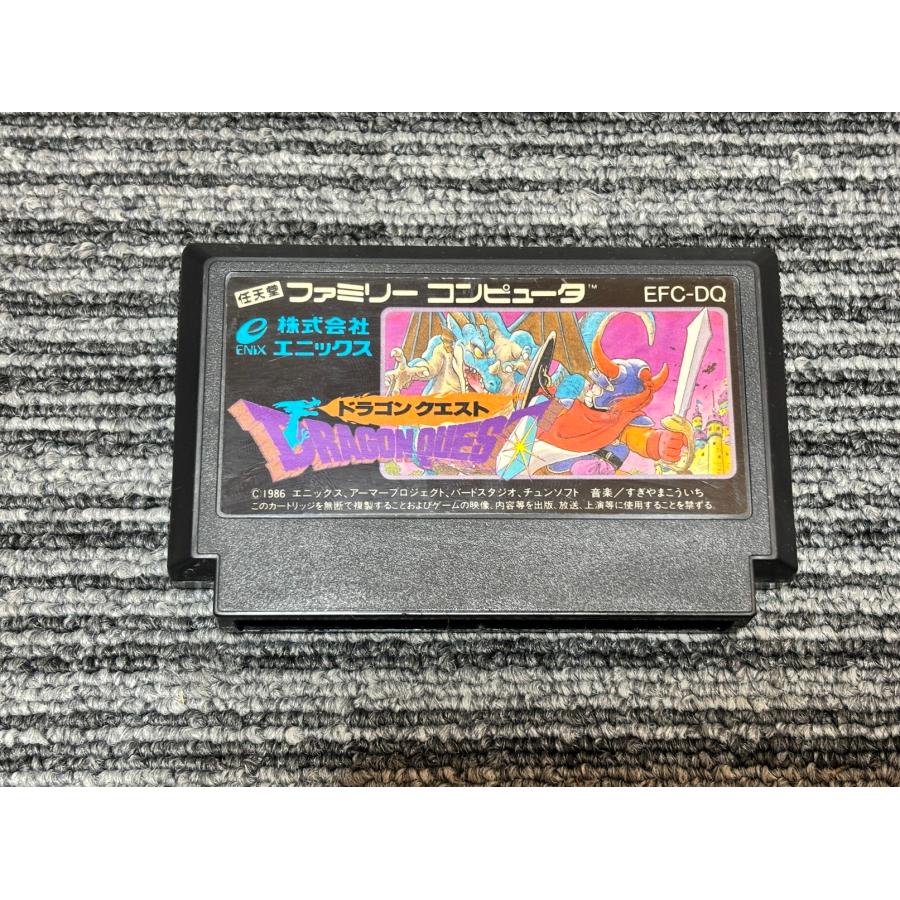 任天堂 ファミリー コンピュータ™ EFC-DQ
e 株式会社
ENIX エニックス
ドラゴン クエスト
DRAGON QUEST
©1986 エニックス、アーマープロジェクト、バードスタジオ、チュンソフト 音楽／すぎやまこういち
このカートリッジを無断で複製することおよびゲームの映像、内容等を出版、放送、上演等に使用することを禁ずる。